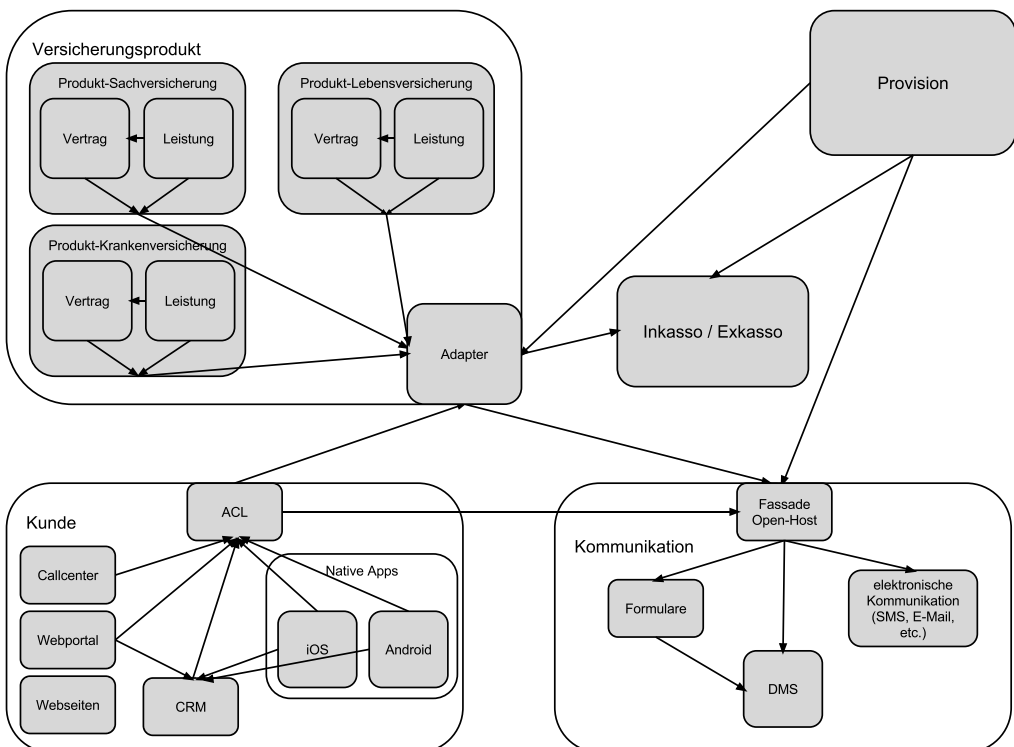 Versicherungsprodukt
Produkt-Sachversicherung
Vertrag
Leistung
Produkt-Lebensversicherung
Vertrag
Leistung
Provision
Produkt-Krankenversicherung
Vertrag
Leistung
Adapter
Inkasso / Exkasso
Kunde
ACL
Callcenter
Native Apps
Webportal
iOS
Android
Webseiten
CRM
Fassade
Open-Host
Kommunikation
Formulare
elektronische
Kommunikation
(SMS, E-Mail,
etc.)
DMS